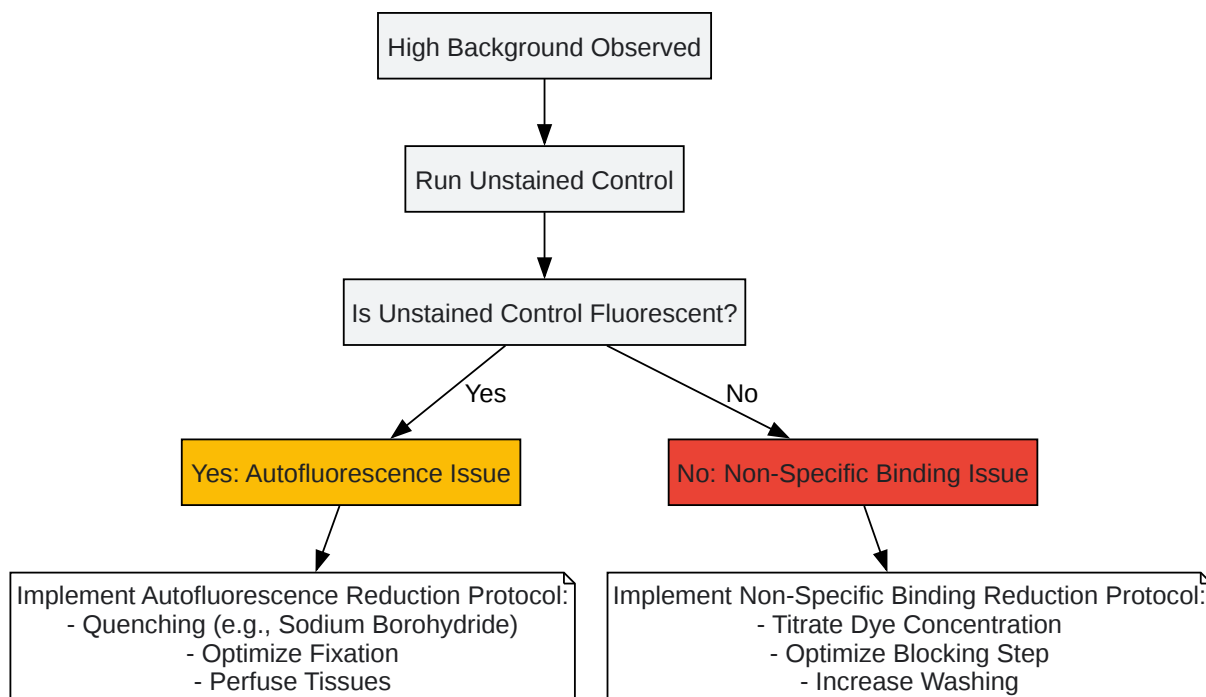 High Background Observed
Run Unstained Control
Is Unstained Control Fluorescent?
Yes
No
Yes: Autofluorescence Issue
No: Non-Specific Binding Issue
Implement Autofluorescence Reduction Protocol:
- Quenching (e.g., Sodium Borohydride)
- Optimize Fixation
- Perfuse Tissues
Implement Non-Specific Binding Reduction Protocol:
- Titrate Dye Concentration
- Optimize Blocking Step
- Increase Washing